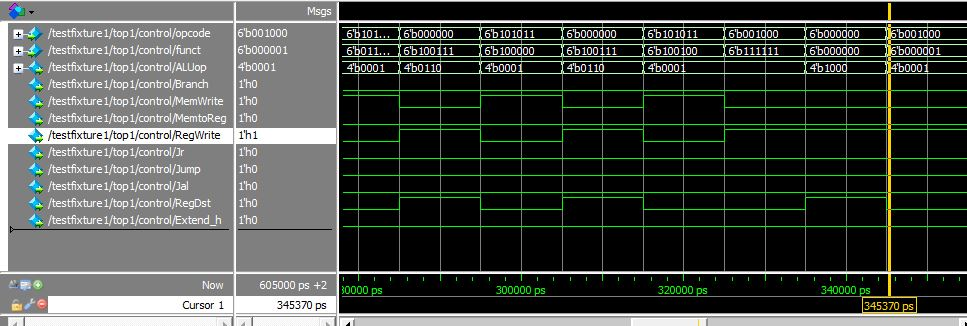 Msgs
/testfixture1/top1/control/opcode 6'b001000 6'b101... 6'b000000 6'b101011 6'b000000 6'b101011 6'b001000 6'b000000 6'b001000
/testfixture1/top1/control/funct 6'b000001 6'b011... 6'b100111 6'b100000 6'b100111 6'b100100 6'b111111 6'b000000 6'b000001
/testfixture1/top1/control/ALUop 4'b0001 4'b0001 4'b0110 4'b0001 4'b0110 4'b0001 4'b1000 4'b0001
/testfixture1/top1/control/Branch 1'h0
/testfixture1/top1/control/MemWrite 1'h0
/testfixture1/top1/control/MemtoReg 1'h0
/testfixture1/top1/control/RegWrite 1'h1
/testfixture1/top1/control/Jr 1'h0
/testfixture1/top1/control/Jump 1'h0
/testfixture1/top1/control/Jal 1'h0
/testfixture1/top1/control/RegDst 1'h0
/testfixture1/top1/control/Extend_h 1'h0
Now 605000 ps +2 80000 ps 300000 ps 320000 ps 340000 ps
Cursor 1 345370 ps 345370 ps